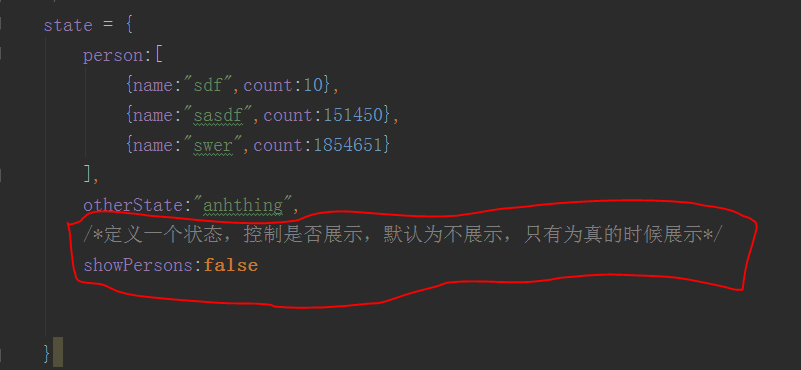 state = {
person:[
{name:"sdf",count:10},
{name:"sasdf",count:151450},
{name:"swer",count:1854651}
],
otherState:"anhthing",
/*定义一个状态，控制是否展示，默认为不展示，只有为真的时候展示*/
showPersons:false
}